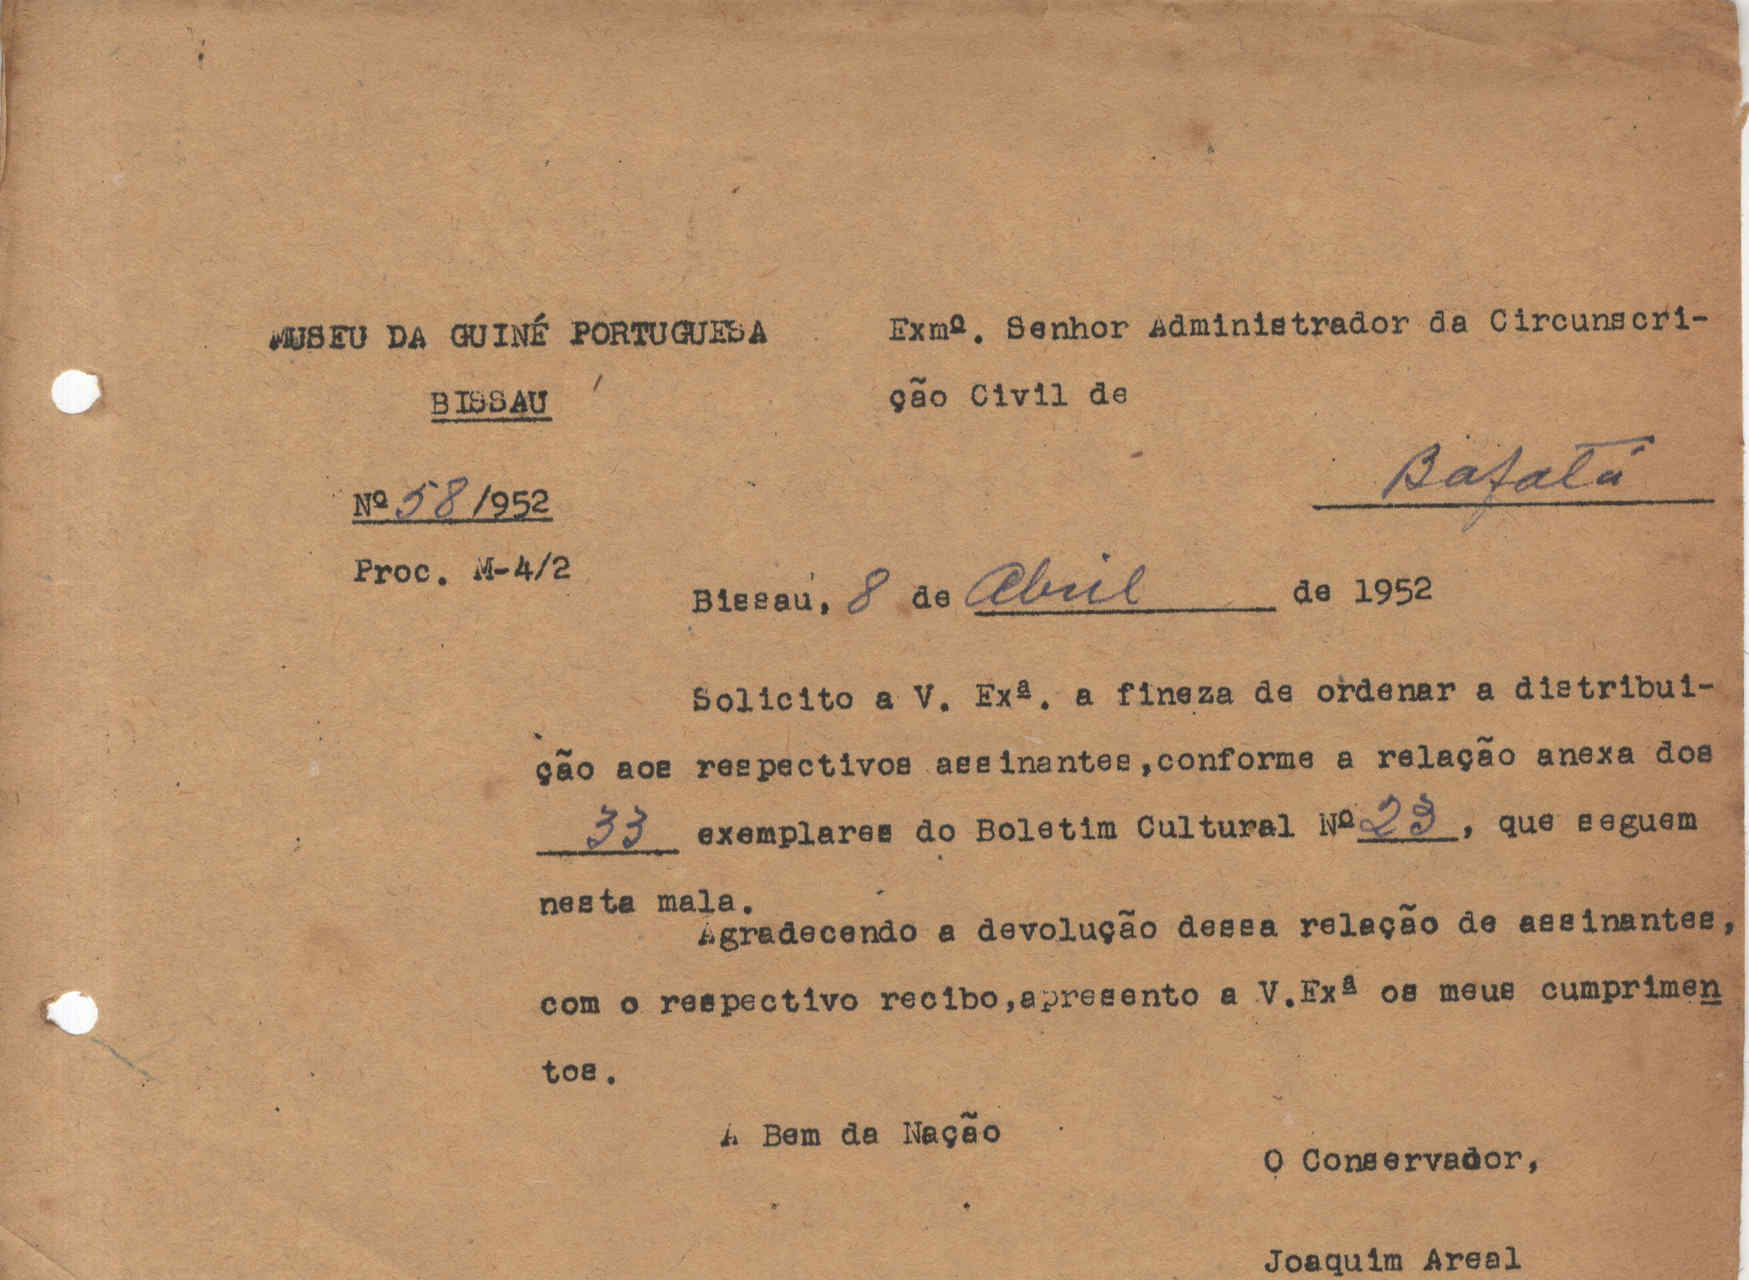 MUSEU DA GUINÉ PORTUGUESA
BISSAU
Nº 58/952
Proc. M-4/2
Exmº. Senhor Administrador da Circunscri-
ção Civil de
Bafatá
Bissau, 8 de Abril de 1952
Solicito a V. Exª. a fineza de ordenar a distribui-
ção aos respectivos assinantes,conforme a relação anexa dos
33 exemplares do Boletim Cultural Nº 23, que seguem
nesta mala.
Agradecendo a devolução dessa relação de assinantes,
com o respectivo recibo,apresento a V.Exª os meus cumprimen
tos.
A Bem da Nação
O Conservador,
Joaquim Areal